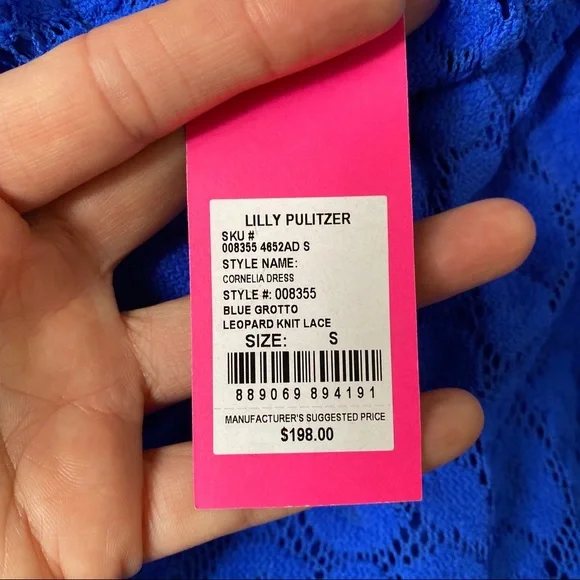 LILLY PULITZER
SKU #
008355 4652AD S
STYLE NAME:
CORNELIA DRESS
STYLE #: 008355
BLUE GROTTO
LEOPARD KNIT LACE
SIZE: S
889069 894191
MANUFACTURER'S SUGGESTED PRICE
$198.00